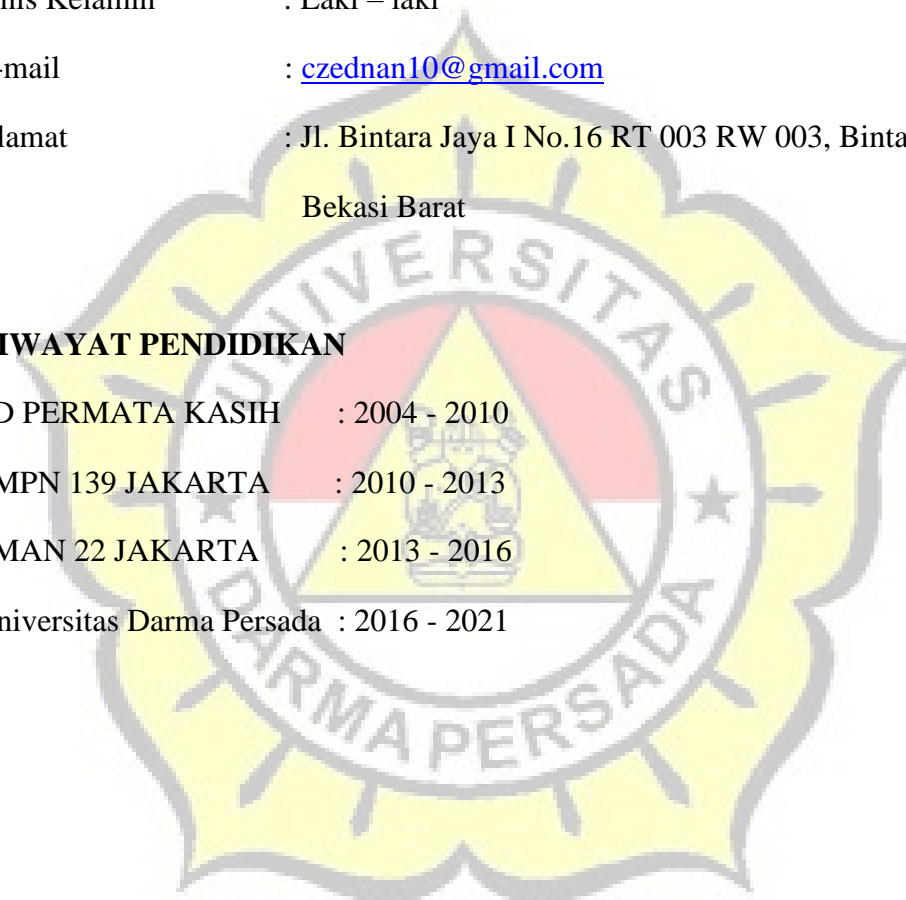 nis Kelamin : Laki – laki
-mail : czednan10@gmail.com
lamat : Jl. Bintara Jaya I No.16 RT 003 RW 003, Binta
Bekasi Barat
IWAYAT PENDIDIKAN
D PERMATA KASIH : 2004 - 2010
MPN 139 JAKARTA : 2010 - 2013
MAN 22 JAKARTA : 2013 - 2016
niversitas Darma Persada : 2016 - 2021
UNIVERSITAS
DARMA PERSADA